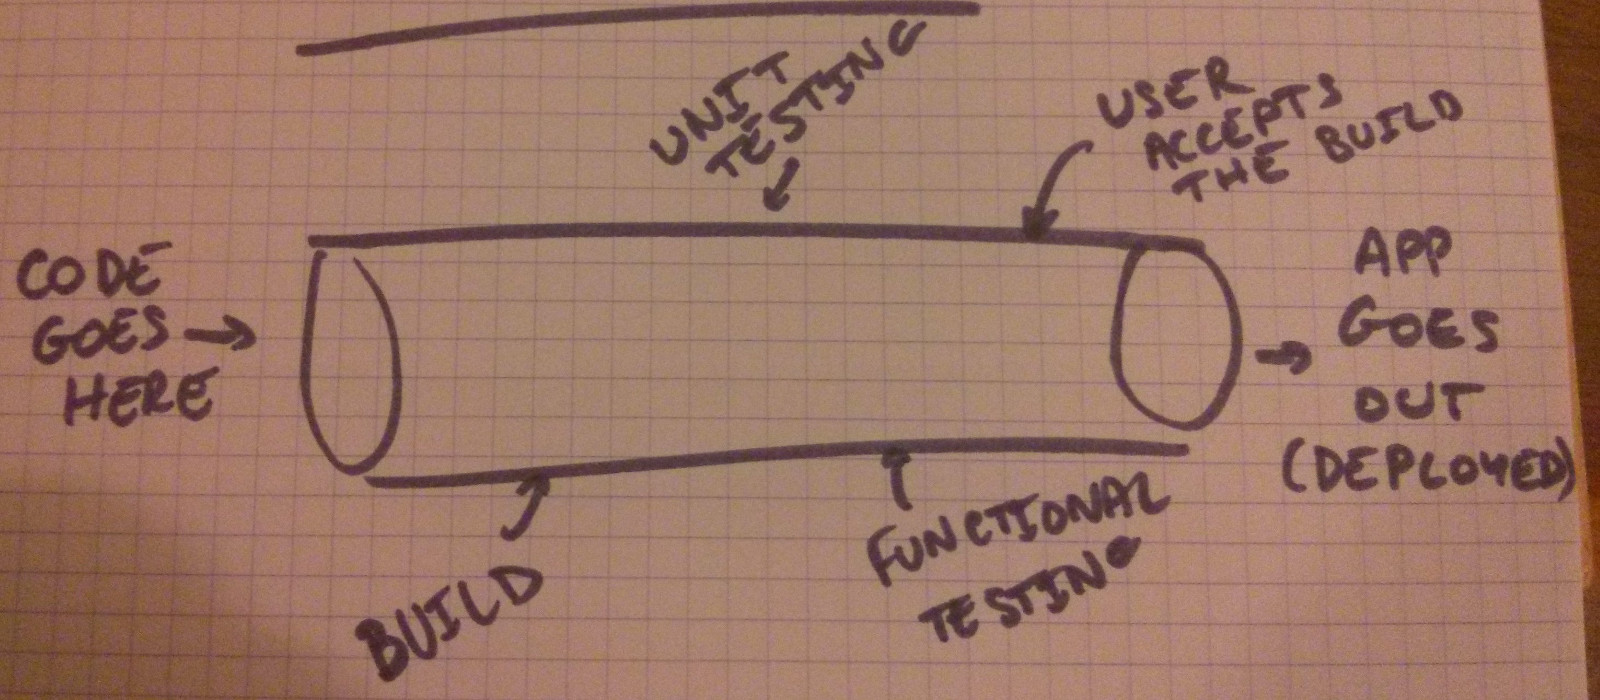 UNIT
TESTING
USER
ACCEPTS
THE BUILD
CODE
GOES
HERE
APP
GOES
OUT
(DEPLOYED)
BUILD
FUNCTIONAL
TESTING